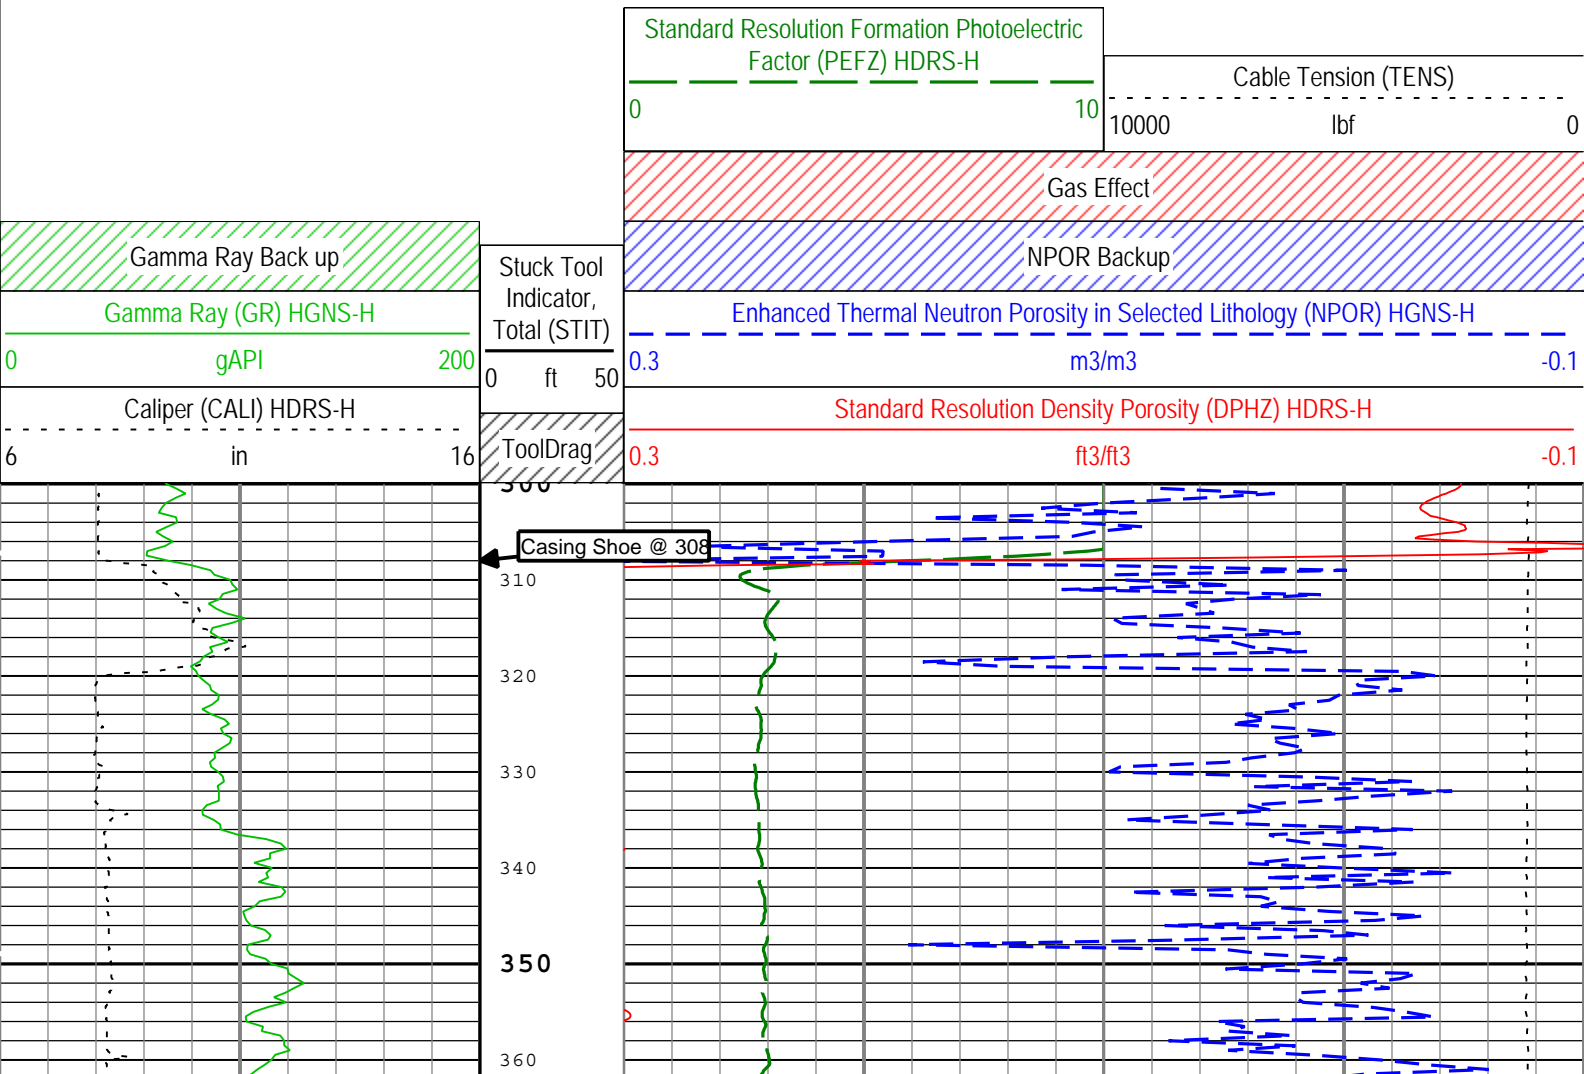 Standard Resolution Formation Photoelectric
Factor (PEFZ) HDRS-H
0 10
Cable Tension (TENS)
10000 lbf 0
Gas Effect
Gamma Ray Back up
NPOR Backup
Stuck Tool
Indicator,
Total (STIT)
0 ft 50
Gamma Ray (GR) HGNS-H
0 gAPI 200
Enhanced Thermal Neutron Porosity in Selected Lithology (NPOR) HGNS-H
0.3 m3/m3 -0.1
Caliper (CALI) HDRS-H
6 in 16
ToolDrag
Standard Resolution Density Porosity (DPHZ) HDRS-H
0.3 ft3/ft3 -0.1
300
Casing Shoe @ 308
310
320
330
340
350
360